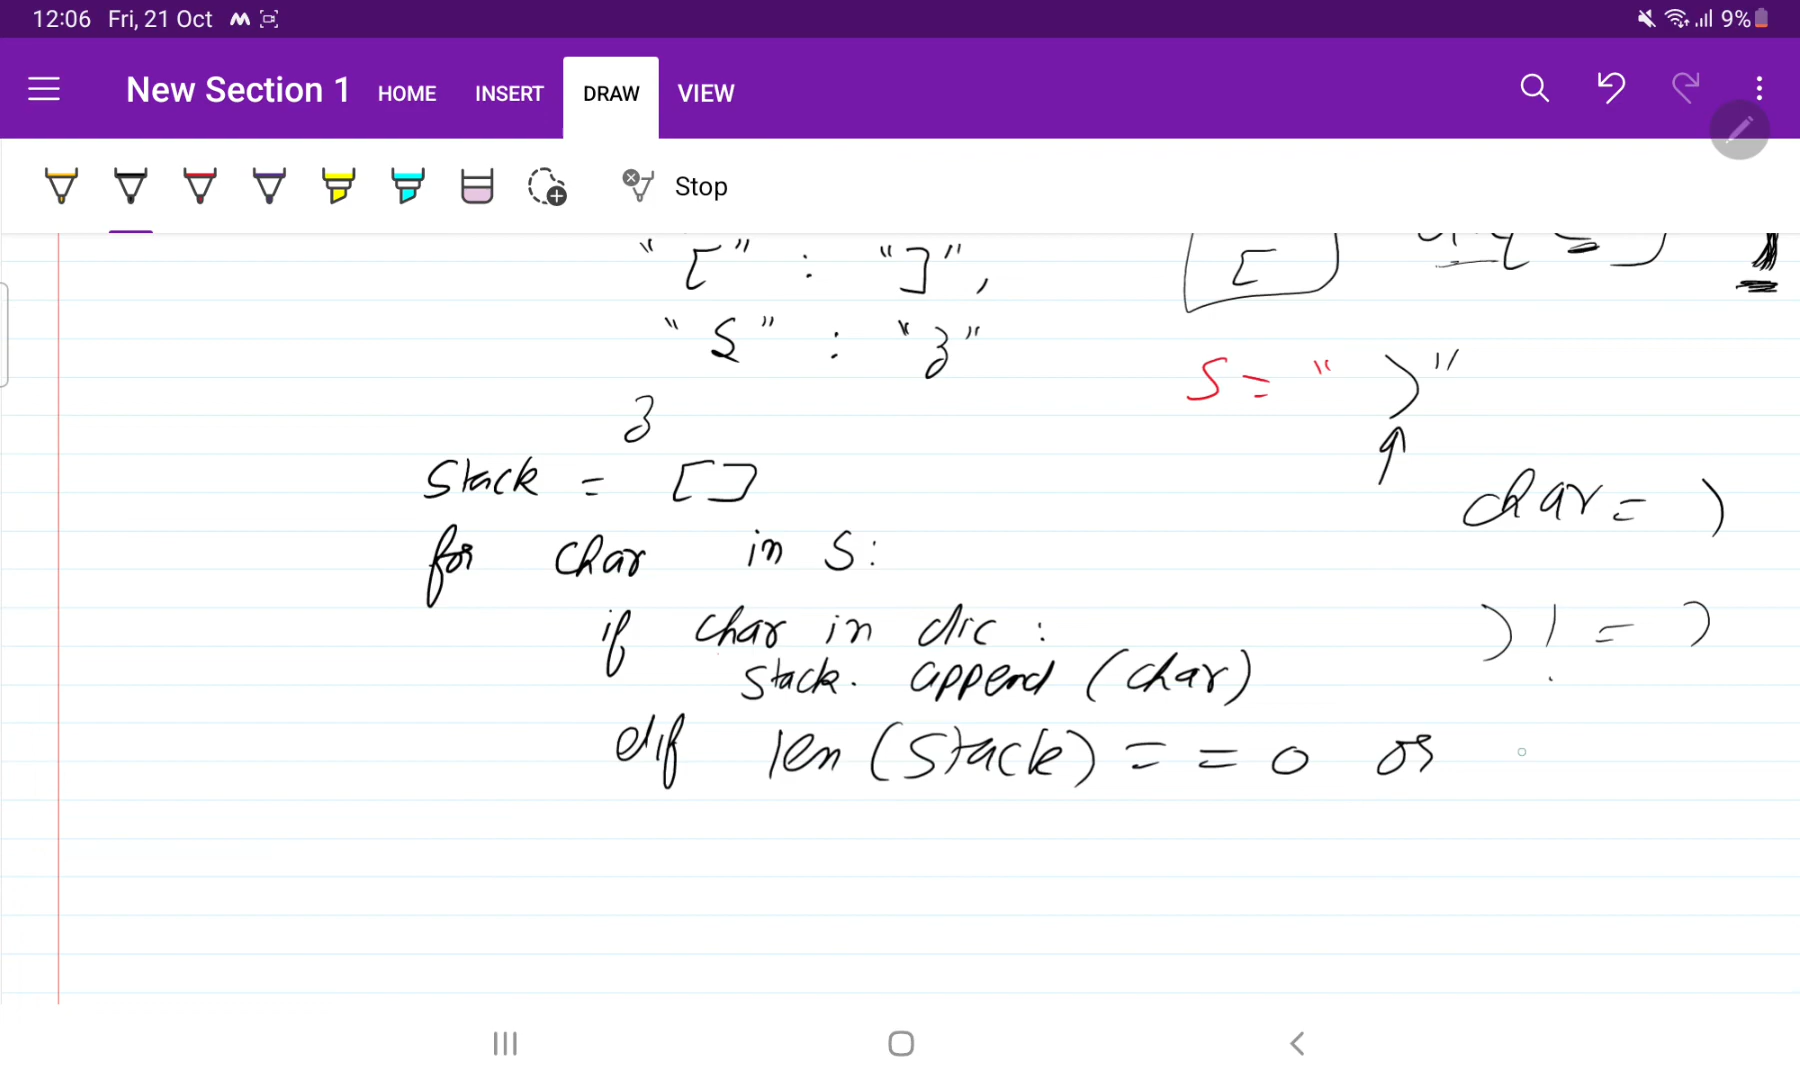 12:06 Fri, 21 Oct 9%
New Section 1 HOME INSERT DRAW VIEW
Stop
"[" : "]",
[
"{" : "}"
S = " )"
}
Stack = []
char = )
for char in S:
if char in dic :
) != )
stack. append (char)
elif len (Stack) == 0 or